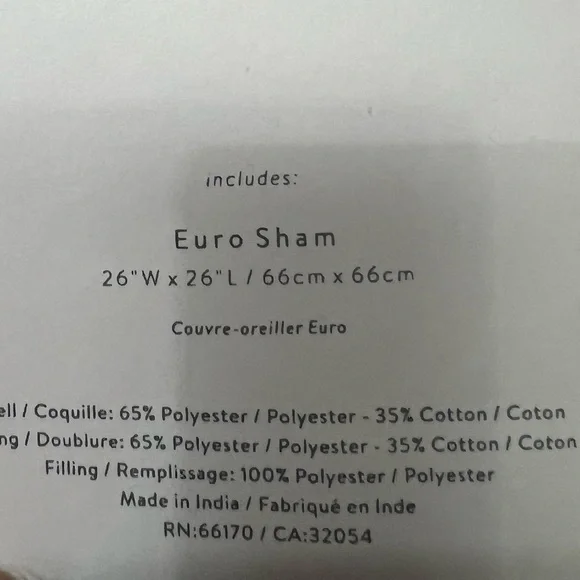 includes:
Euro Sham
26"W x 26"L / 66cm x 66cm
Couvre-oreiller Euro
/ Coquille: 65% Polyester / Polyester - 35% Cotton / Coton
/ Doublure: 65% Polyester / Polyester - 35% Cotton / Coton
Filling / Remplissage: 100% Polyester / Polyester
Made in India / Fabriqué en Inde
RN:66170 / CA:32054